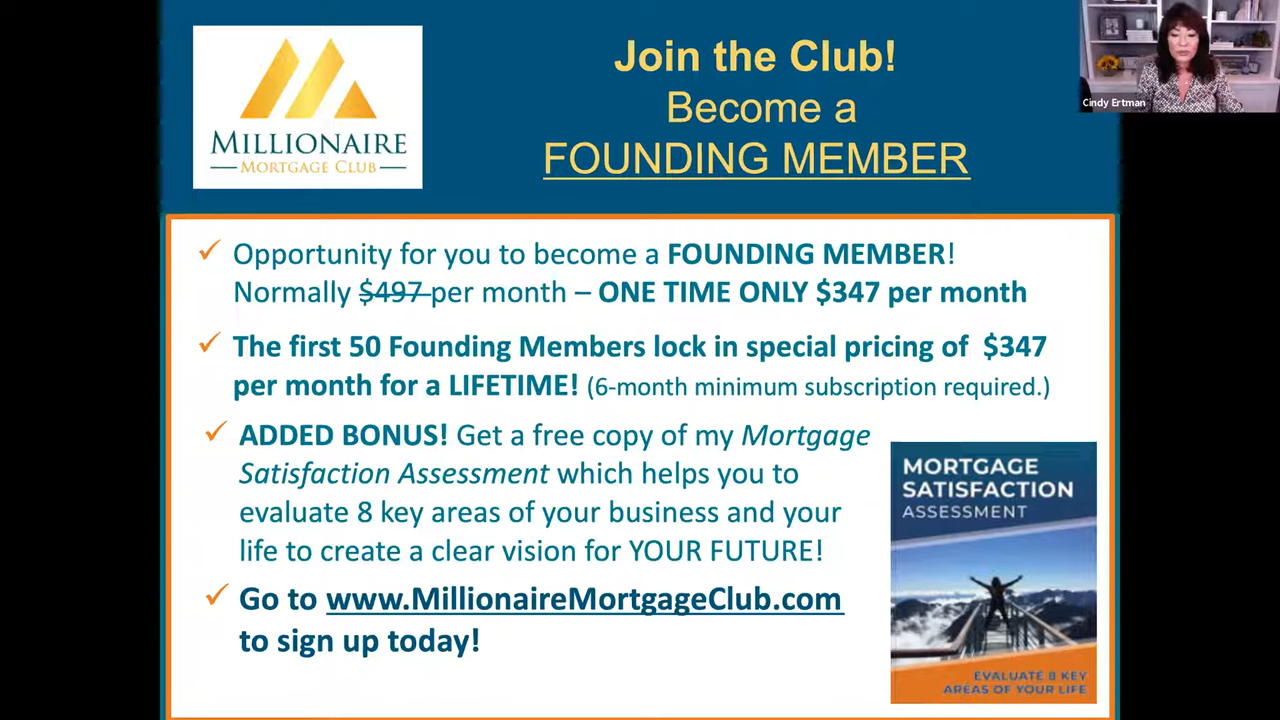 MILLIONAIRE
MORTGAGE CLUB
Join the Club!
Become a
FOUNDING MEMBER
Cindy Ertman
✓ Opportunity for you to become a FOUNDING MEMBER!
Normally $497 per month – ONE TIME ONLY $347 per month
✓ The first 50 Founding Members lock in special pricing of $347
per month for a LIFETIME! (6-month minimum subscription required.)
✓ ADDED BONUS! Get a free copy of my Mortgage
Satisfaction Assessment which helps you to
evaluate 8 key areas of your business and your
life to create a clear vision for YOUR FUTURE!
✓ Go to www.MillionaireMortgageClub.com
to sign up today!
MORTGAGE
SATISFACTION
ASSESSMENT
EVALUATE 8 KEY
AREAS OF YOUR LIFE